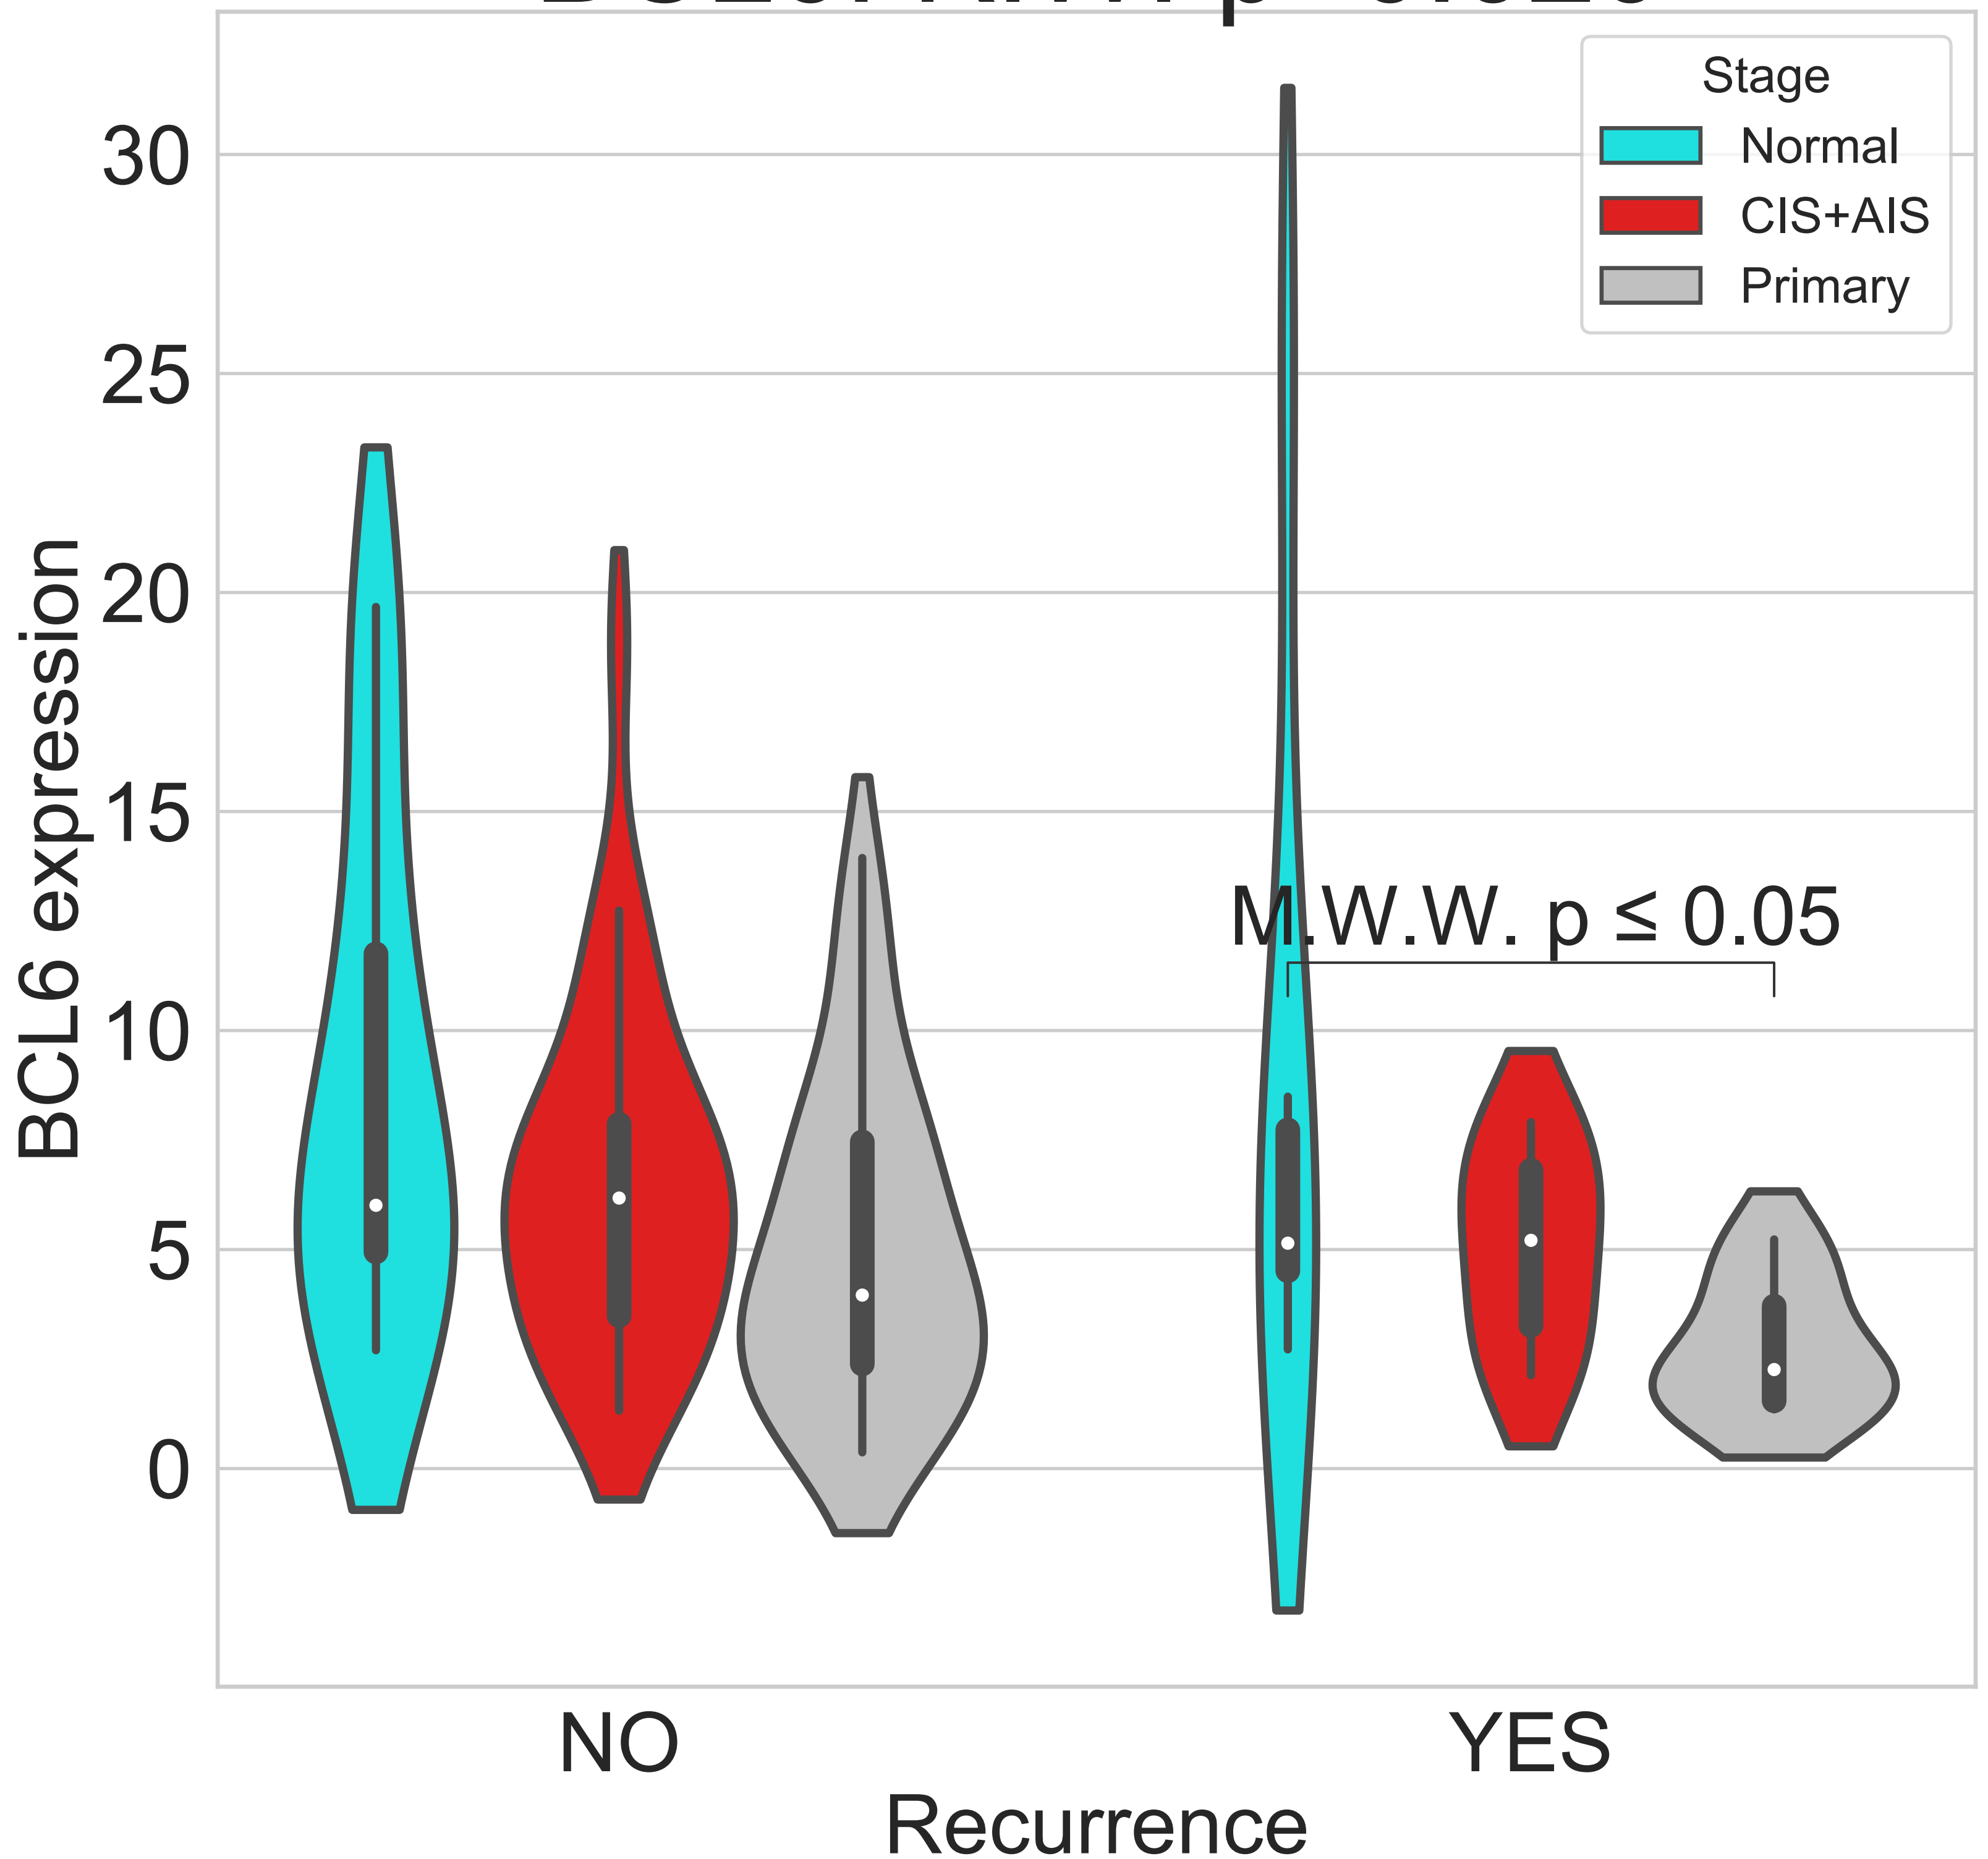 Stage
Normal
CIS+AIS
Primary
30
25
20
15
10
5
0
BCL6 expression
M.W.W. p ≤ 0.05
NO
YES
Recurrence